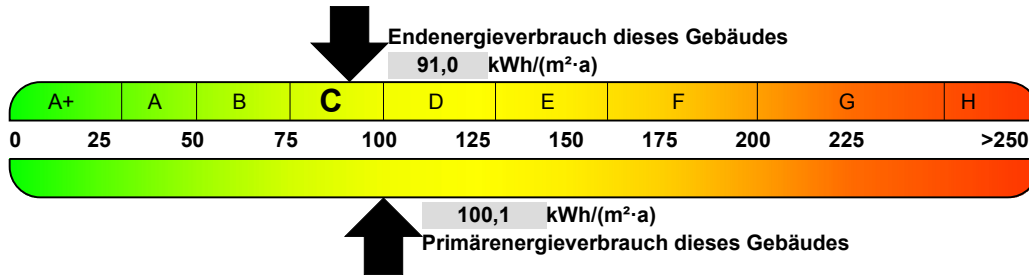 Endenergieverbrauch dieses Gebäudes
91,0 kWh/(m²·a)
A+ A B C D E F G H
0 25 50 75 100 125 150 175 200 225 >250
100,1 kWh/(m²·a)
Primärenergieverbrauch dieses Gebäudes